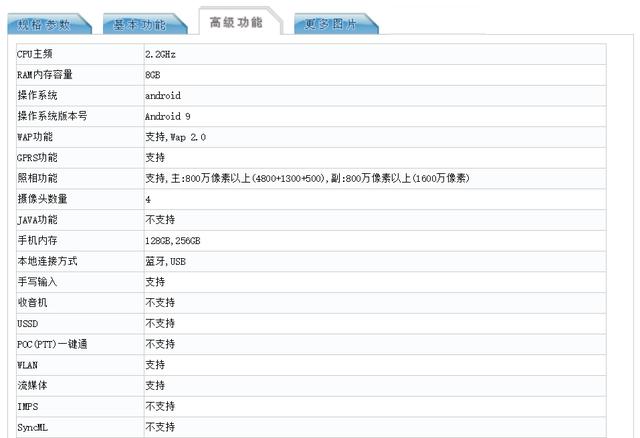 规格参数 基本功能 高级功能 更多图片
CPU主频 2.2GHz
RAM内存容量 8GB
操作系统 android
操作系统版本号 Android 9
WAP功能 支持,Wap 2.0
GPRS功能 支持
照相功能 支持,主:800万像素以上(4800+1300+500),副:800万像素以上(1600万像素)
摄像头数量 4
JAVA功能 不支持
手机内存 128GB,256GB
本地连接方式 蓝牙,USB
手写输入 支持
收音机 不支持
USSD 不支持
POC(PTT)一键通 不支持
WLAN 支持
流媒体 支持
IMPS 不支持
SyncML 不支持